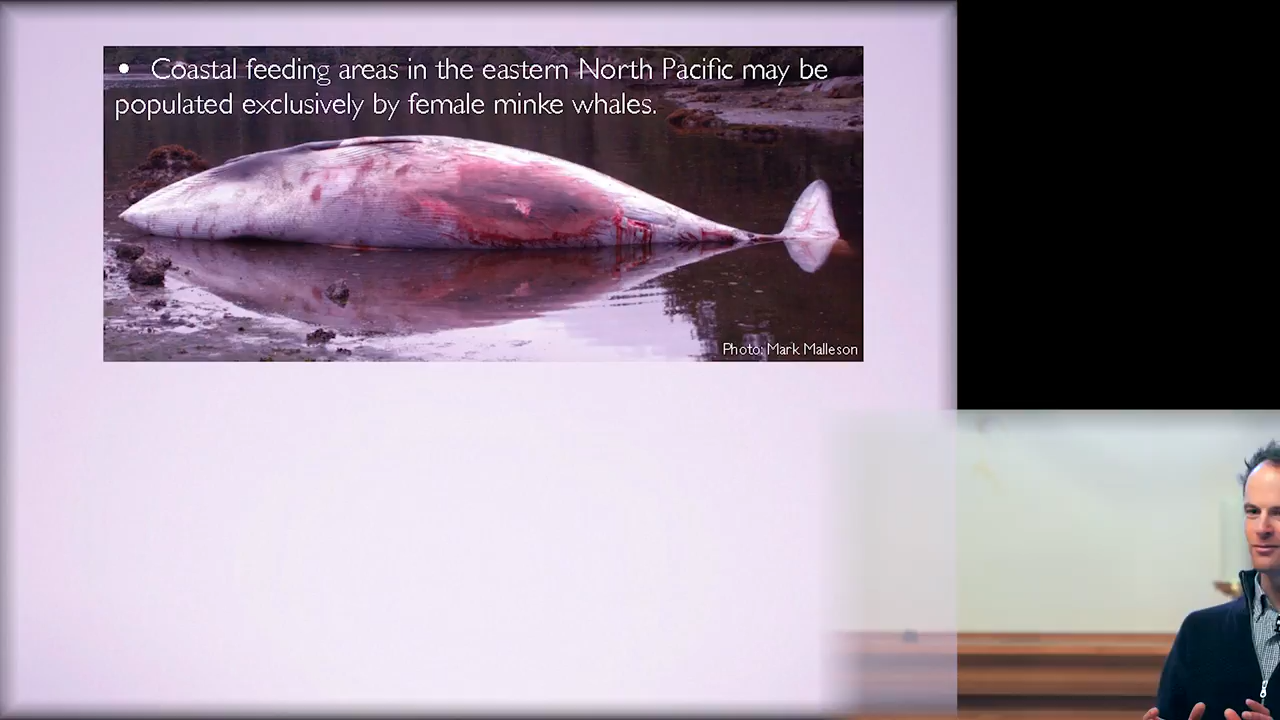 • Coastal feeding areas in the eastern North Pacific may be
populated exclusively by female minke whales.
Photo: Mark Malleson